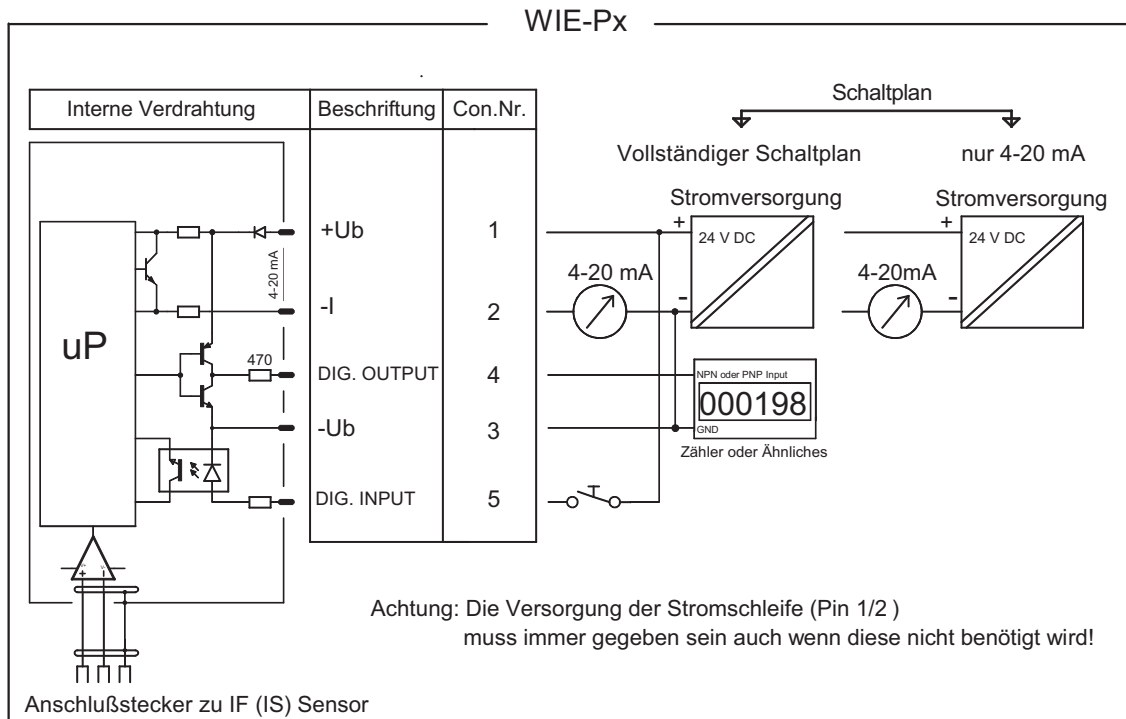 WIE-Px
Interne Verdrahtung
Beschriftung
Con.Nr.
Schaltplan
Vollständiger Schaltplan
nur 4-20 mA
Stromversorgung
Stromversorgung
+Ub
1
+
24 V DC
+
24 V DC
4-20 mA
4-20 mA
4-20mA
-I
2
-
-
uP
470
DIG. OUTPUT
4
NPN oder PNP Input
000198
GND
-Ub
3
Zähler oder Ähnliches
DIG. INPUT
5
V+
V-
+
-
Achtung: Die Versorgung der Stromschleife (Pin 1/2 )
muss immer gegeben sein auch wenn diese nicht benötigt wird!
Anschlußstecker zu IF (IS) Sensor